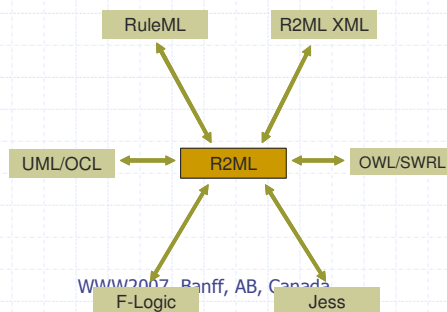 RuleML
R2ML XML
UML/OCL
R2ML
OWL/SWRL
WWW2007, Banff, AB, Canada
F-Logic
Jess